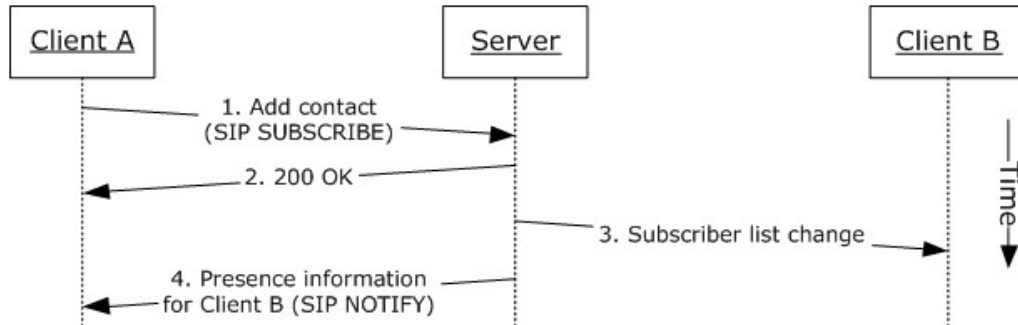 Client A
Server
Client B
1. Add contact
(SIP SUBSCRIBE)
2. 200 OK
3. Subscriber list change
4. Presence information
for Client B (SIP NOTIFY)
Time